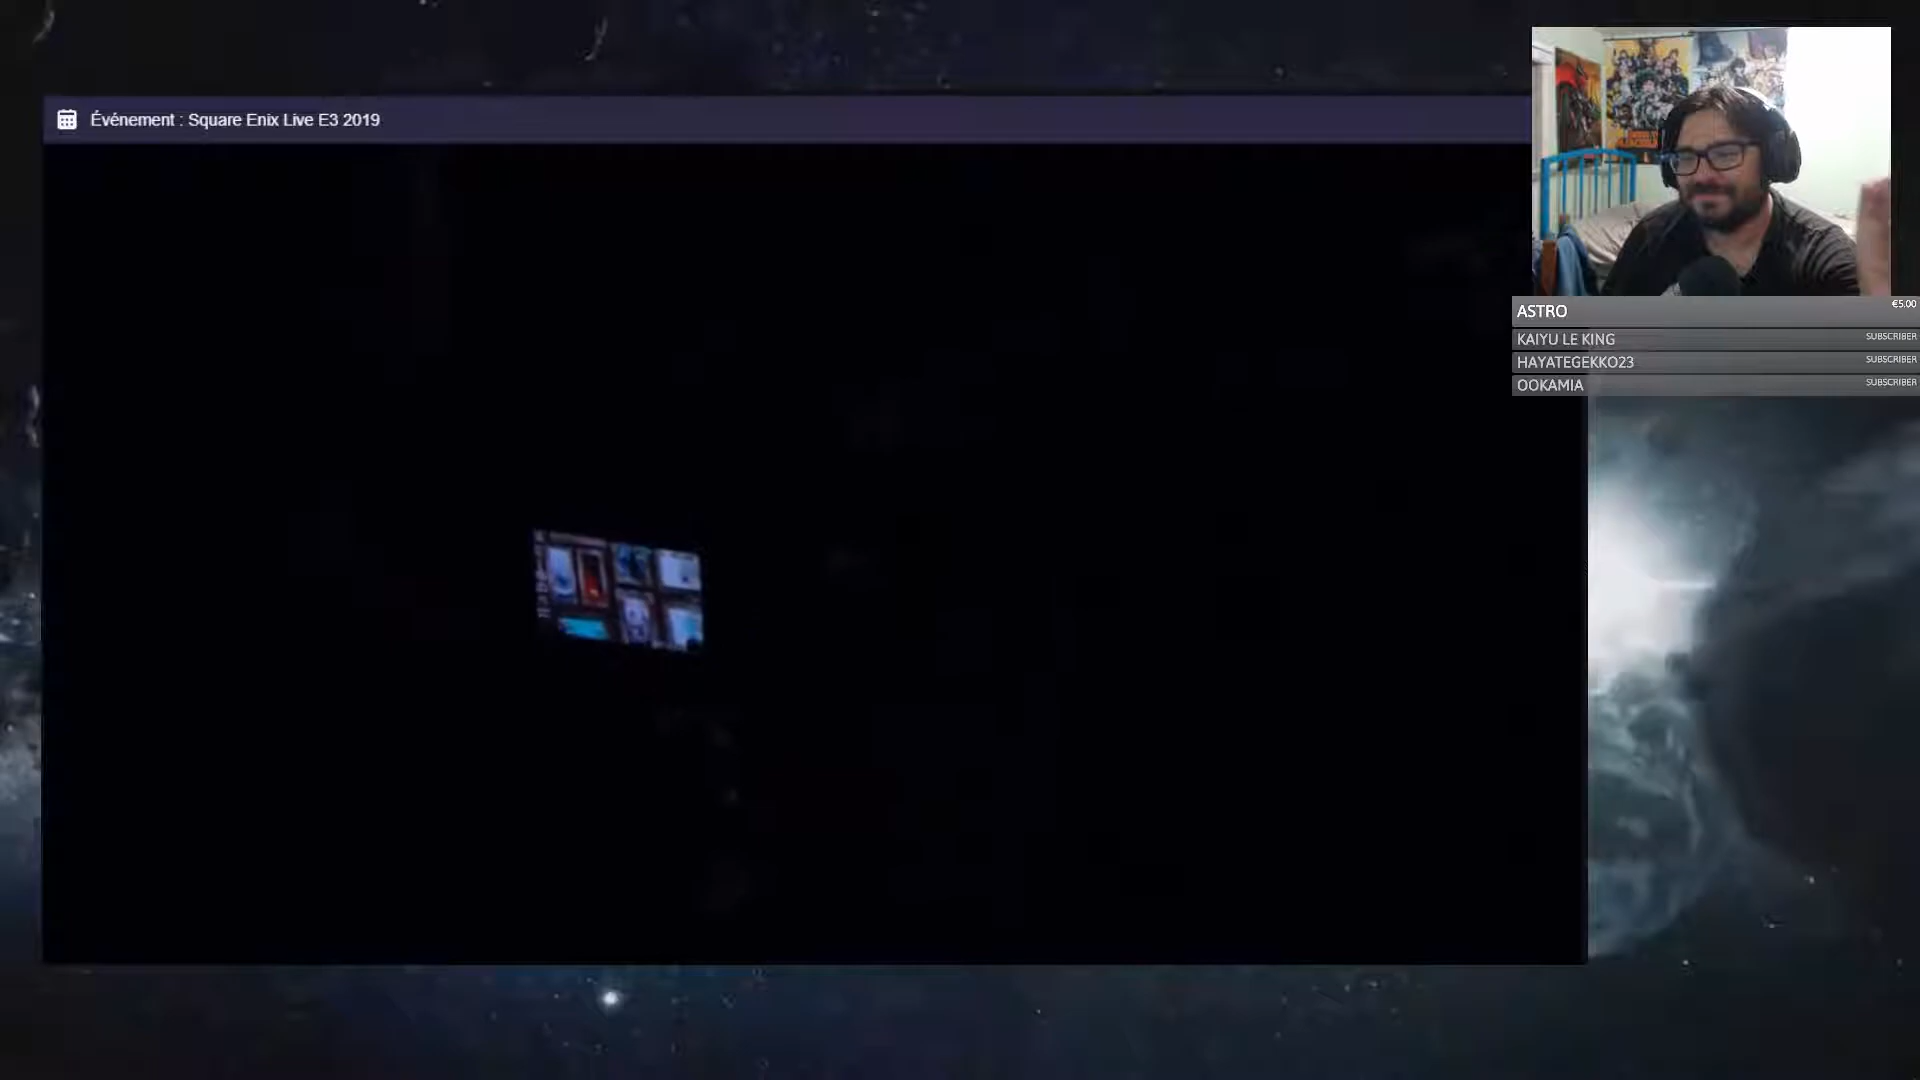 Événement : Square Enix Live E3 2019
ASTRO €5.00
KAIYU LE KING SUBSCRIBER
HAYATEGEKKO23 SUBSCRIBER
OOKAMIA SUBSCRIBER